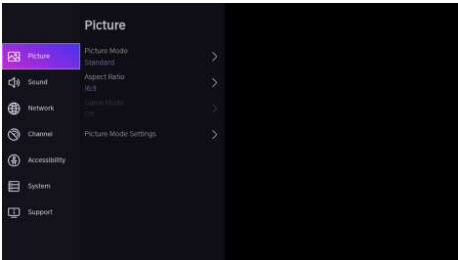 Picture
Picture
Sound
Network
Channel
Accessibility
System
Support
Picture Mode
Standard
Aspect Ratio
16:9
Game Mode
Off
Picture Mode Settings